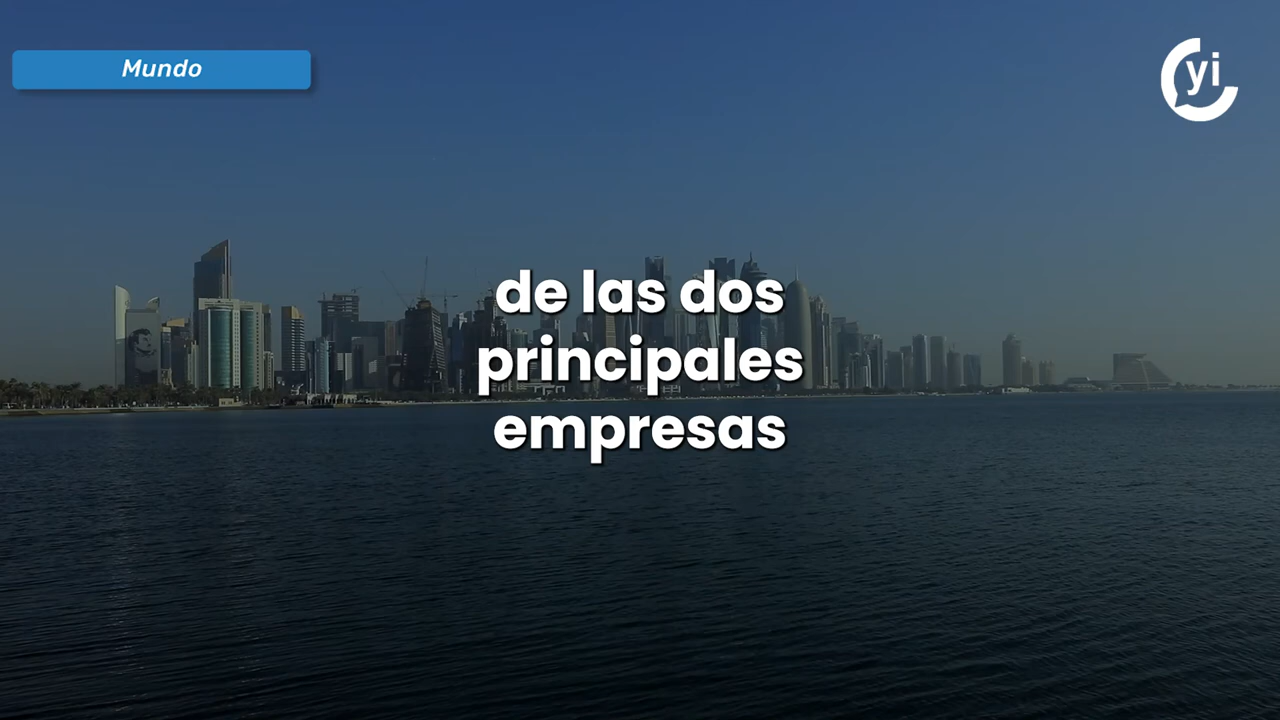 Mundo
yi
de las dos
principales
empresas